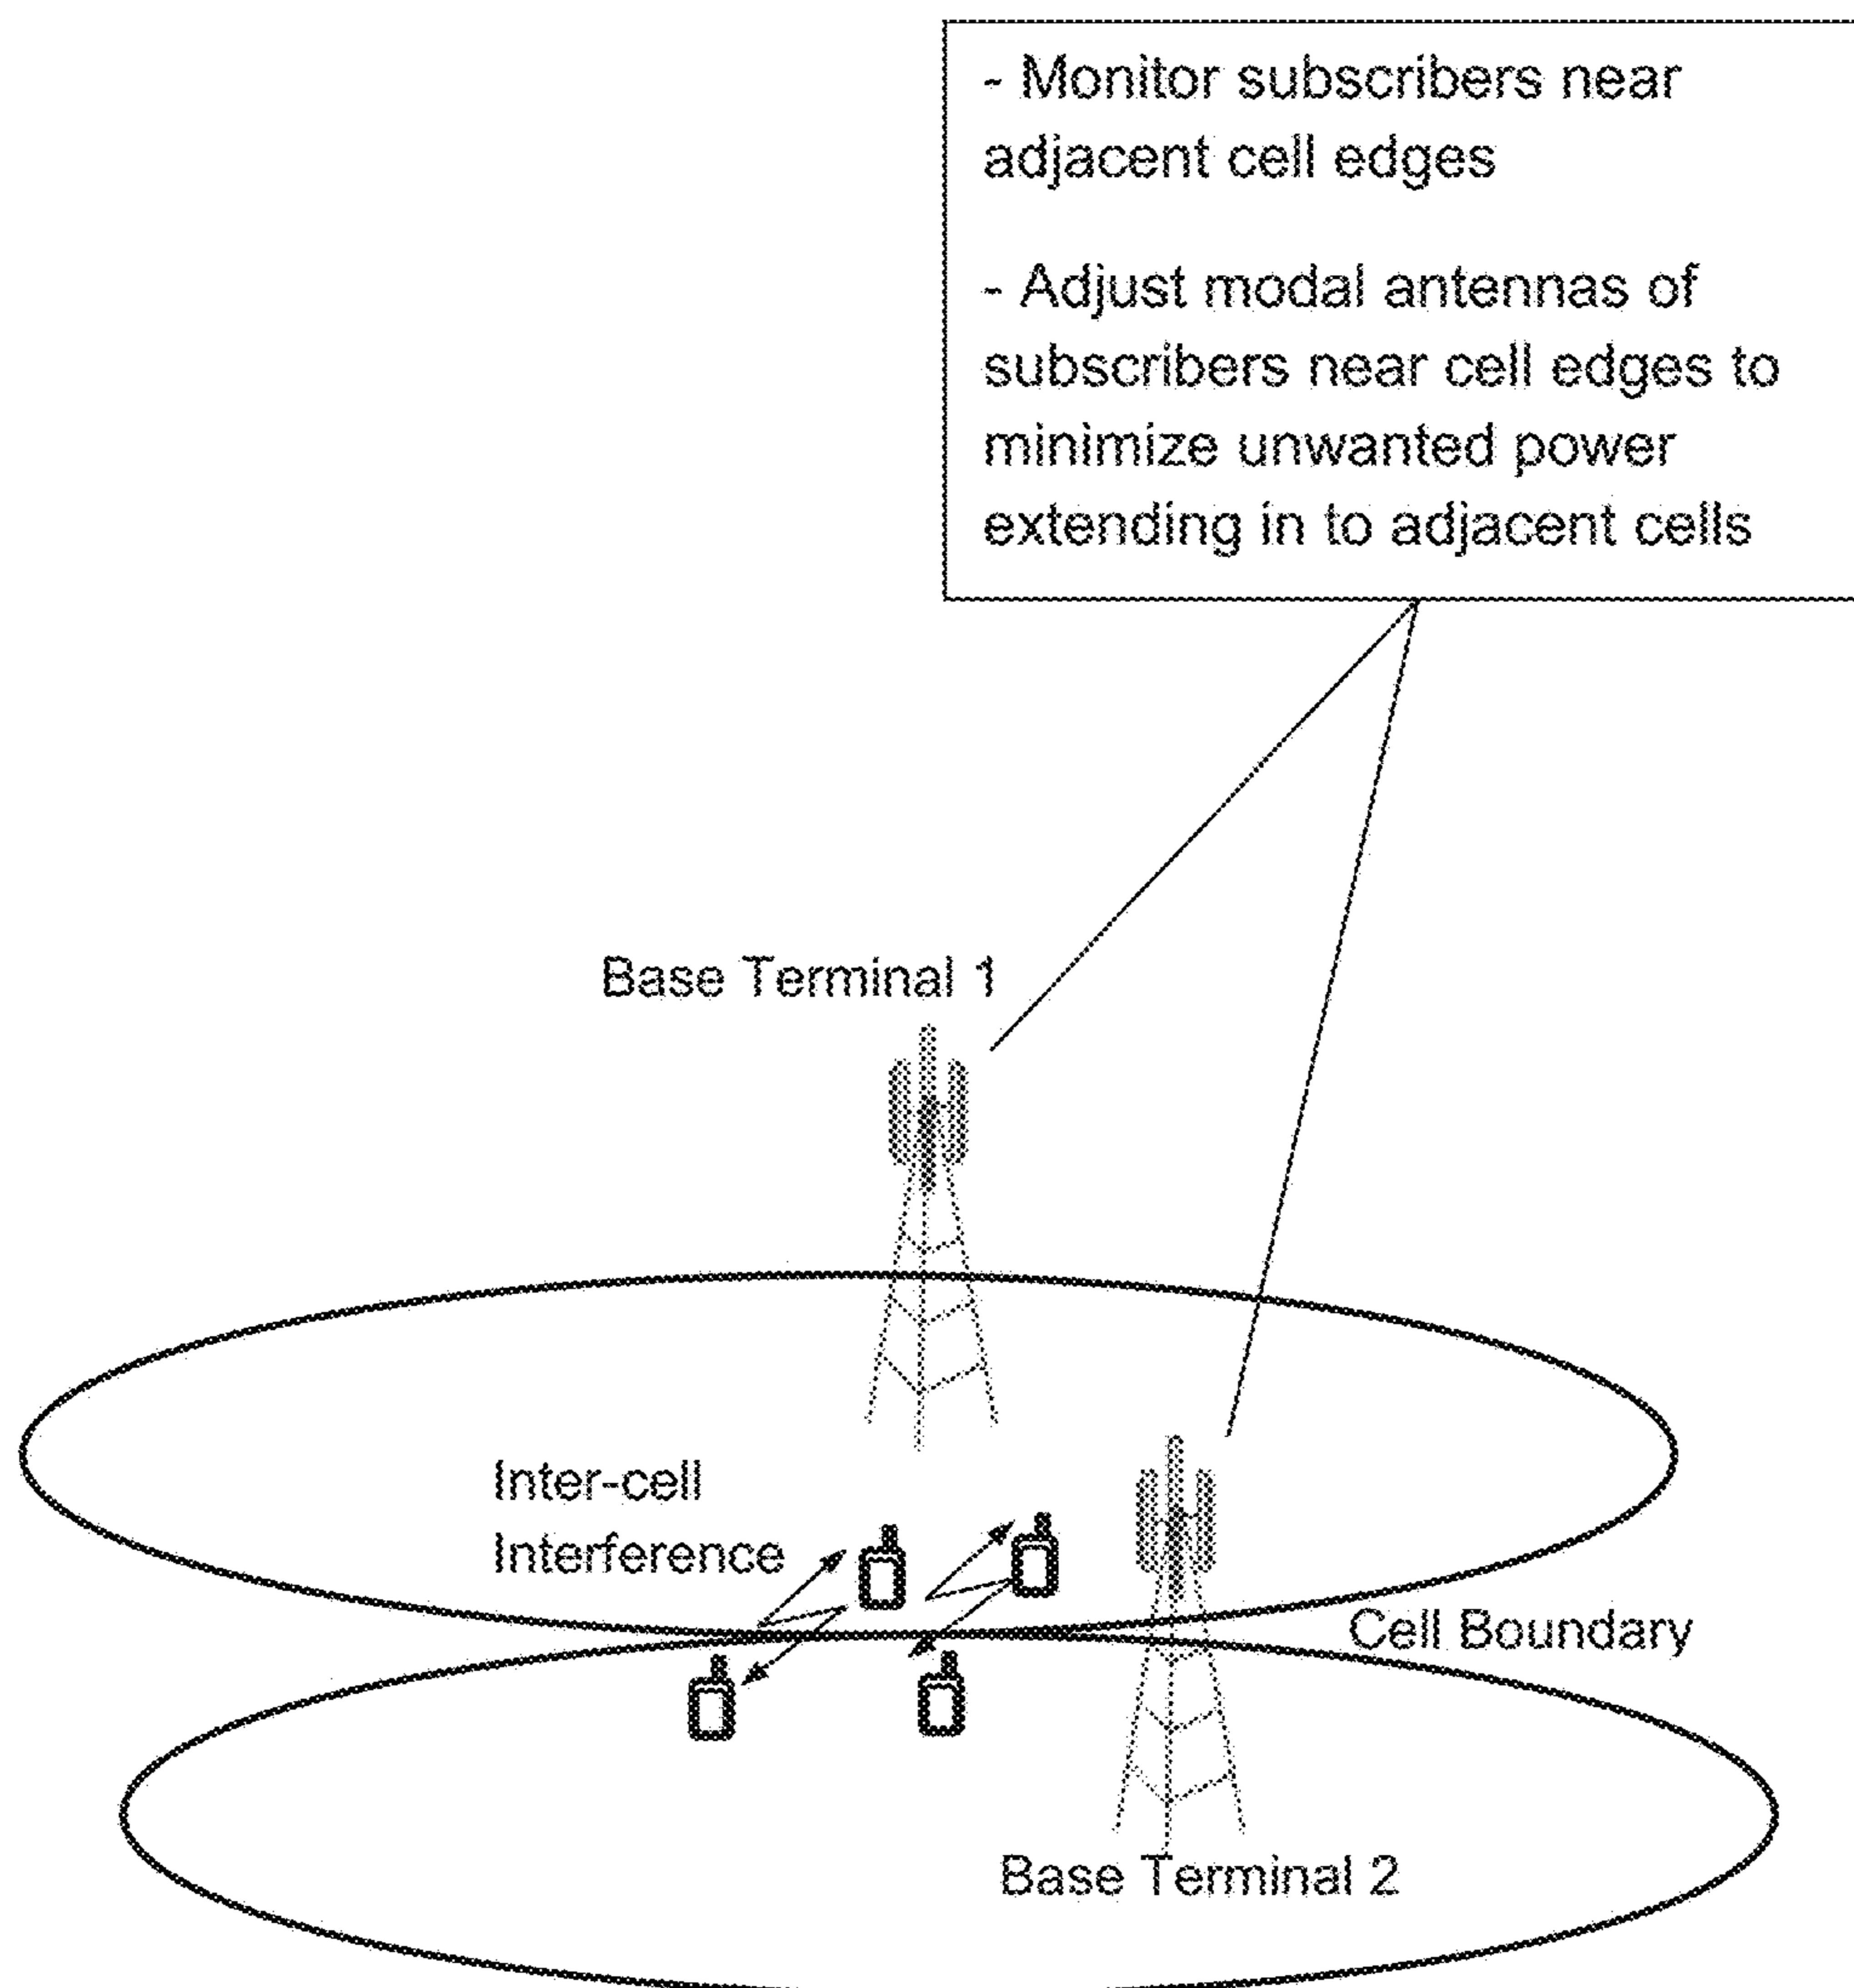 - Monitor subscribers near
adjacent cell edges
- Adjust modal antennas of
subscribers near cell edges to
minimize unwanted power
extending in to adjacent cells
Base Terminal 1
Inter-cell
Interference
Cell Boundary
Base Terminal 2